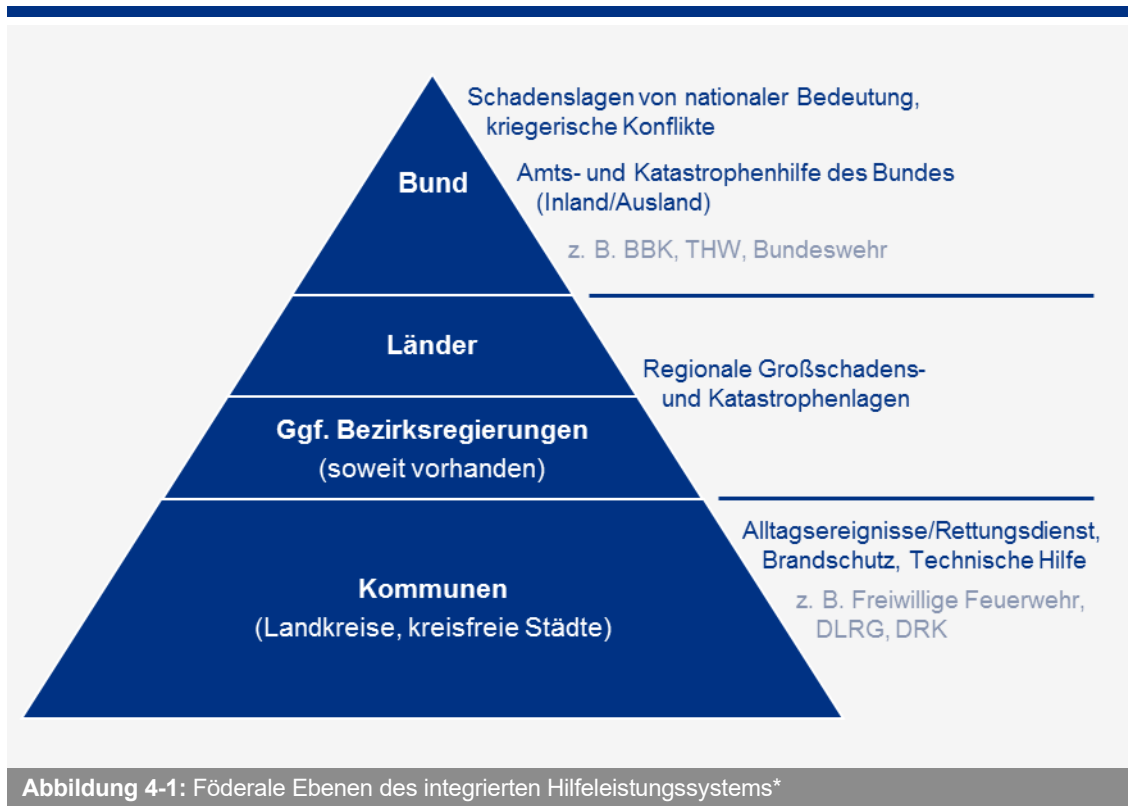 Schadenslagen von nationaler Bedeutung,
kriegerische Konflikte
Bund
Amts- und Katastrophenhilfe des Bundes
(Inland/Ausland)
z. B. BBK, THW, Bundeswehr
Länder
Regionale Großschadens-
und Katastrophenlagen
Ggf. Bezirksregierungen
(soweit vorhanden)
Alltagsereignisse/Rettungsdienst,
Brandschutz, Technische Hilfe
Kommunen
(Landkreise, kreisfreie Städte)
z. B. Freiwillige Feuerwehr,
DLRG, DRK
Abbildung 4-1: Föderale Ebenen des integrierten Hilfeleistungssystems*